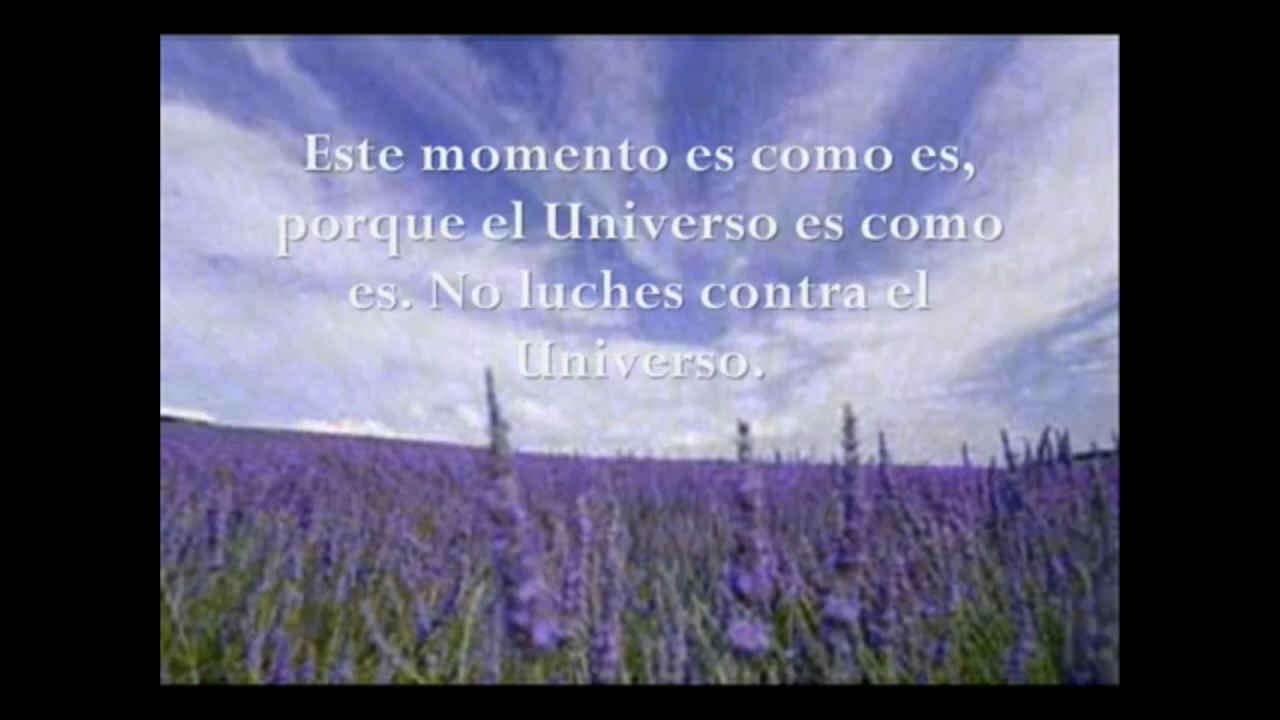 Este momento es como es,
porque el Universo es como
es. No luches contra el
Universo.